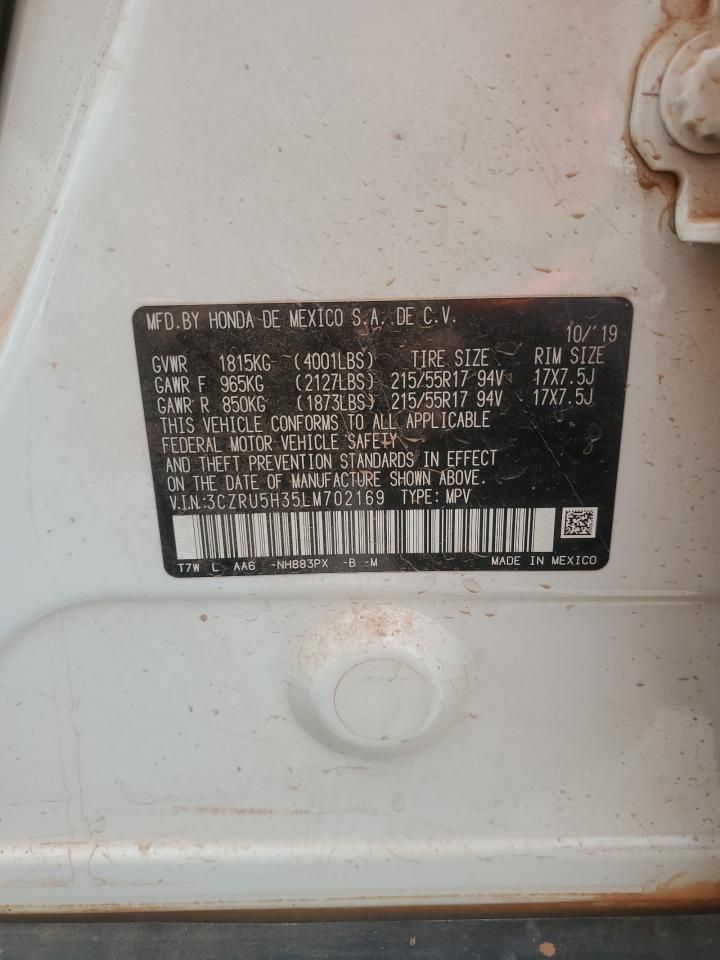 MFD.BY HONDA DE MEXICO S.A. DE C.V.
10/'19
GVWR 1815KG (4001LBS) TIRE SIZE RIM SIZE
GAWR F 965KG (2127LBS) 215/55R17 94V 17X7.5J
GAWR R 850KG (1873LBS) 215/55R17 94V 17X7.5J
THIS VEHICLE CONFORMS TO ALL APPLICABLE
FEDERAL MOTOR VEHICLE SAFETY
AND THEFT PREVENTION STANDARDS IN EFFECT
ON THE DATE OF MANUFACTURE SHOWN ABOVE.
V.I.N:3CZRU5H35LM702169 TYPE: MPV
T7W L AA6 -NH883PX -B -M MADE IN MEXICO